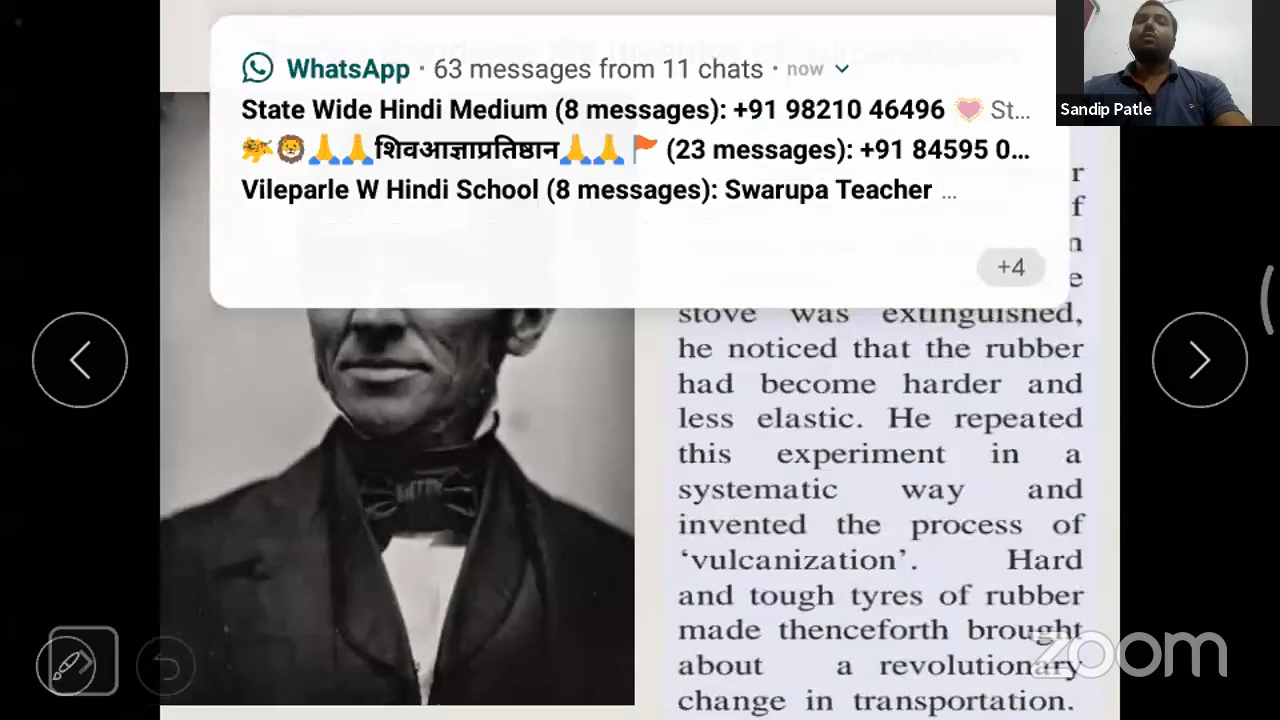 WhatsApp · 63 messages from 11 chats · now
State Wide Hindi Medium (8 messages): +91 98210 46496 💓 St...
🐅🦁🙏🙏शिवआज्ञाप्रतिष्ठान🙏🙏🚩 (23 messages): +91 84595 0...
Vileparle W Hindi School (8 messages): Swarupa Teacher ...
+4
Sandip Patle
r
f
n
e
stove was extinguished,
he noticed that the rubber
had become harder and
less elastic. He repeated
this experiment in a
systematic way and
invented the process of
‘vulcanization’. Hard
and tough tyres of rubber
made thenceforth brought
about a revolutionary
change in transportation.
zoom